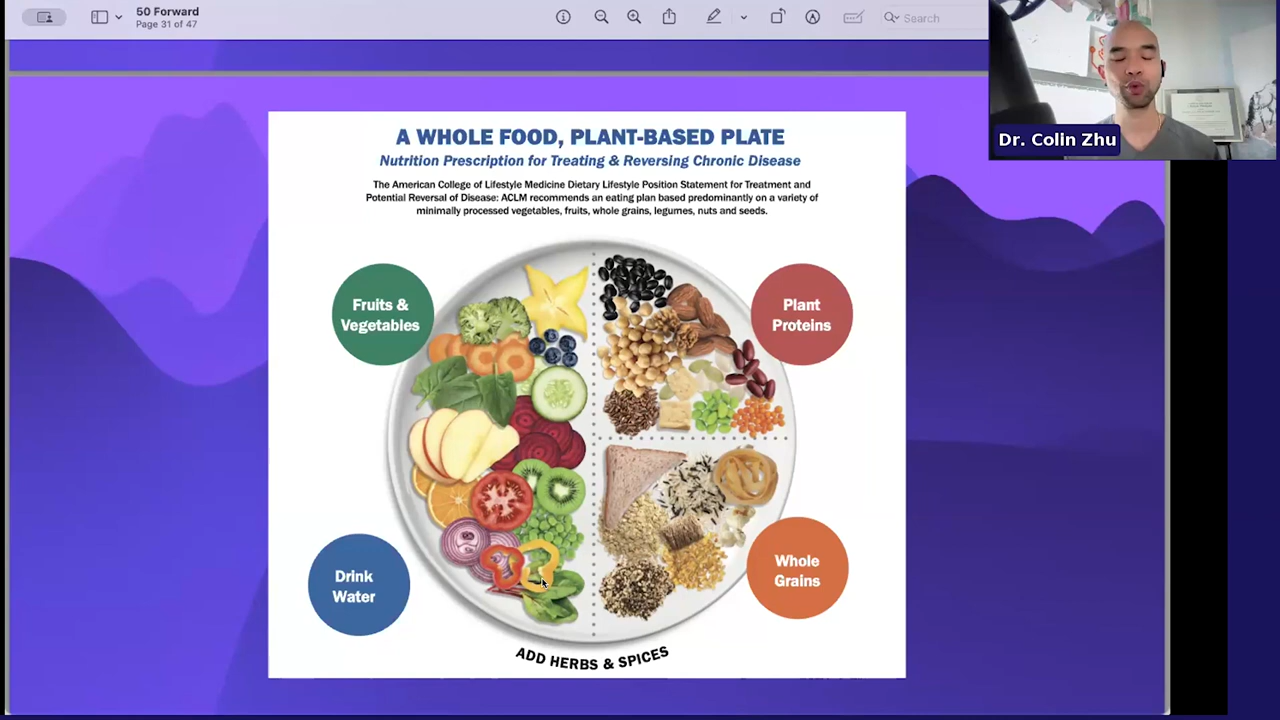 50 Forward
Page 31 of 47
Search
Dr. Colin Zhu
A WHOLE FOOD, PLANT-BASED PLATE
Nutrition Prescription for Treating & Reversing Chronic Disease
The American College of Lifestyle Medicine Dietary Lifestyle Position Statement for Treatment and
Potential Reversal of Disease: ACLM recommends an eating plan based predominantly on a variety of
minimally processed vegetables, fruits, whole grains, legumes, nuts and seeds.
Fruits &
Vegetables
Plant
Proteins
Drink
Water
Whole
Grains
ADD HERBS & SPICES